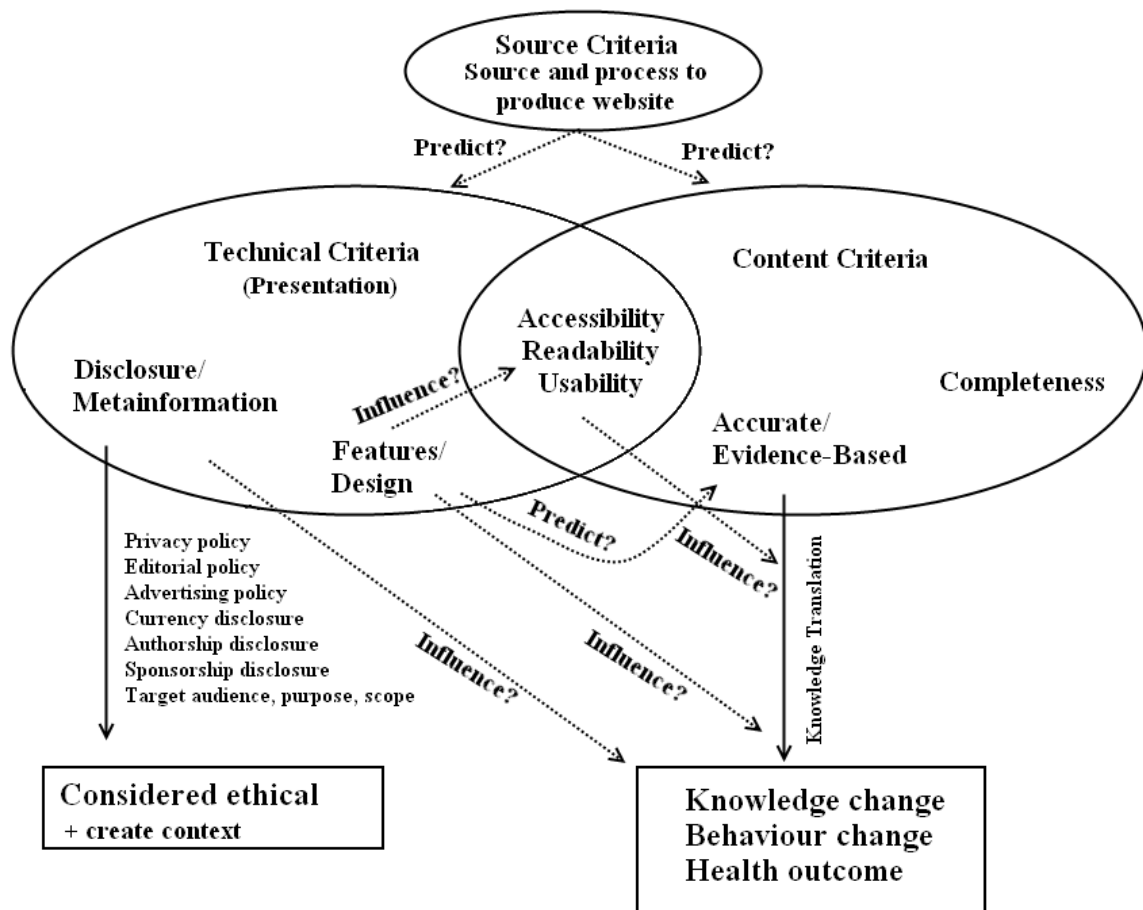 Source Criteria
Source and process to
produce website
Predict?
Predict?
Technical Criteria
(Presentation)
Content Criteria
Accessibility
Readability
Usability
Disclosure/
Metainformation
Influence?
Completeness
Features/
Design
Accurate/
Evidence-Based
Predict?
Influence?
Privacy policy
Editorial policy
Advertising policy
Currency disclosure
Authorship disclosure
Sponsorship disclosure
Target audience, purpose, scope
Influence?
Influence?
Knowledge Translation
Considered ethical
+ create context
Knowledge change
Behaviour change
Health outcome